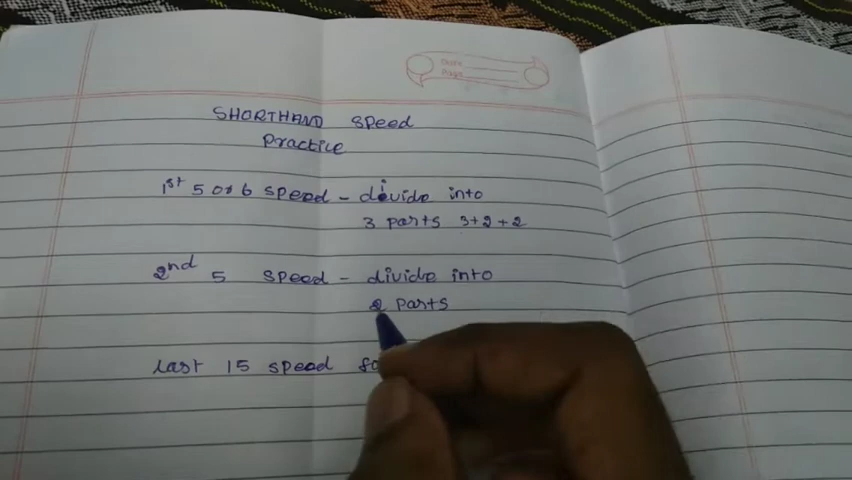 SHORTHAND speed
Practice
1st 5 or 6 speed - divide into
3 parts 3+2+2
2nd 5 speed - divide into
2 parts
Last 15 speed